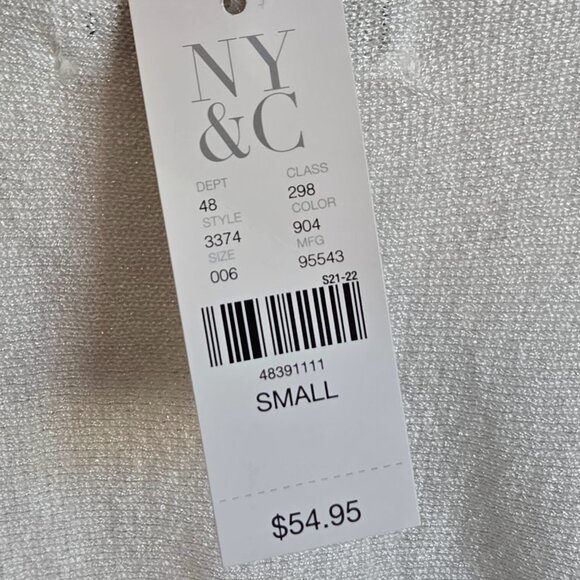 NY
&C
DEPT CLASS
48 298
STYLE COLOR
3374 904
SIZE MFG
006 95543
S21-22
48391111
SMALL
$54.95